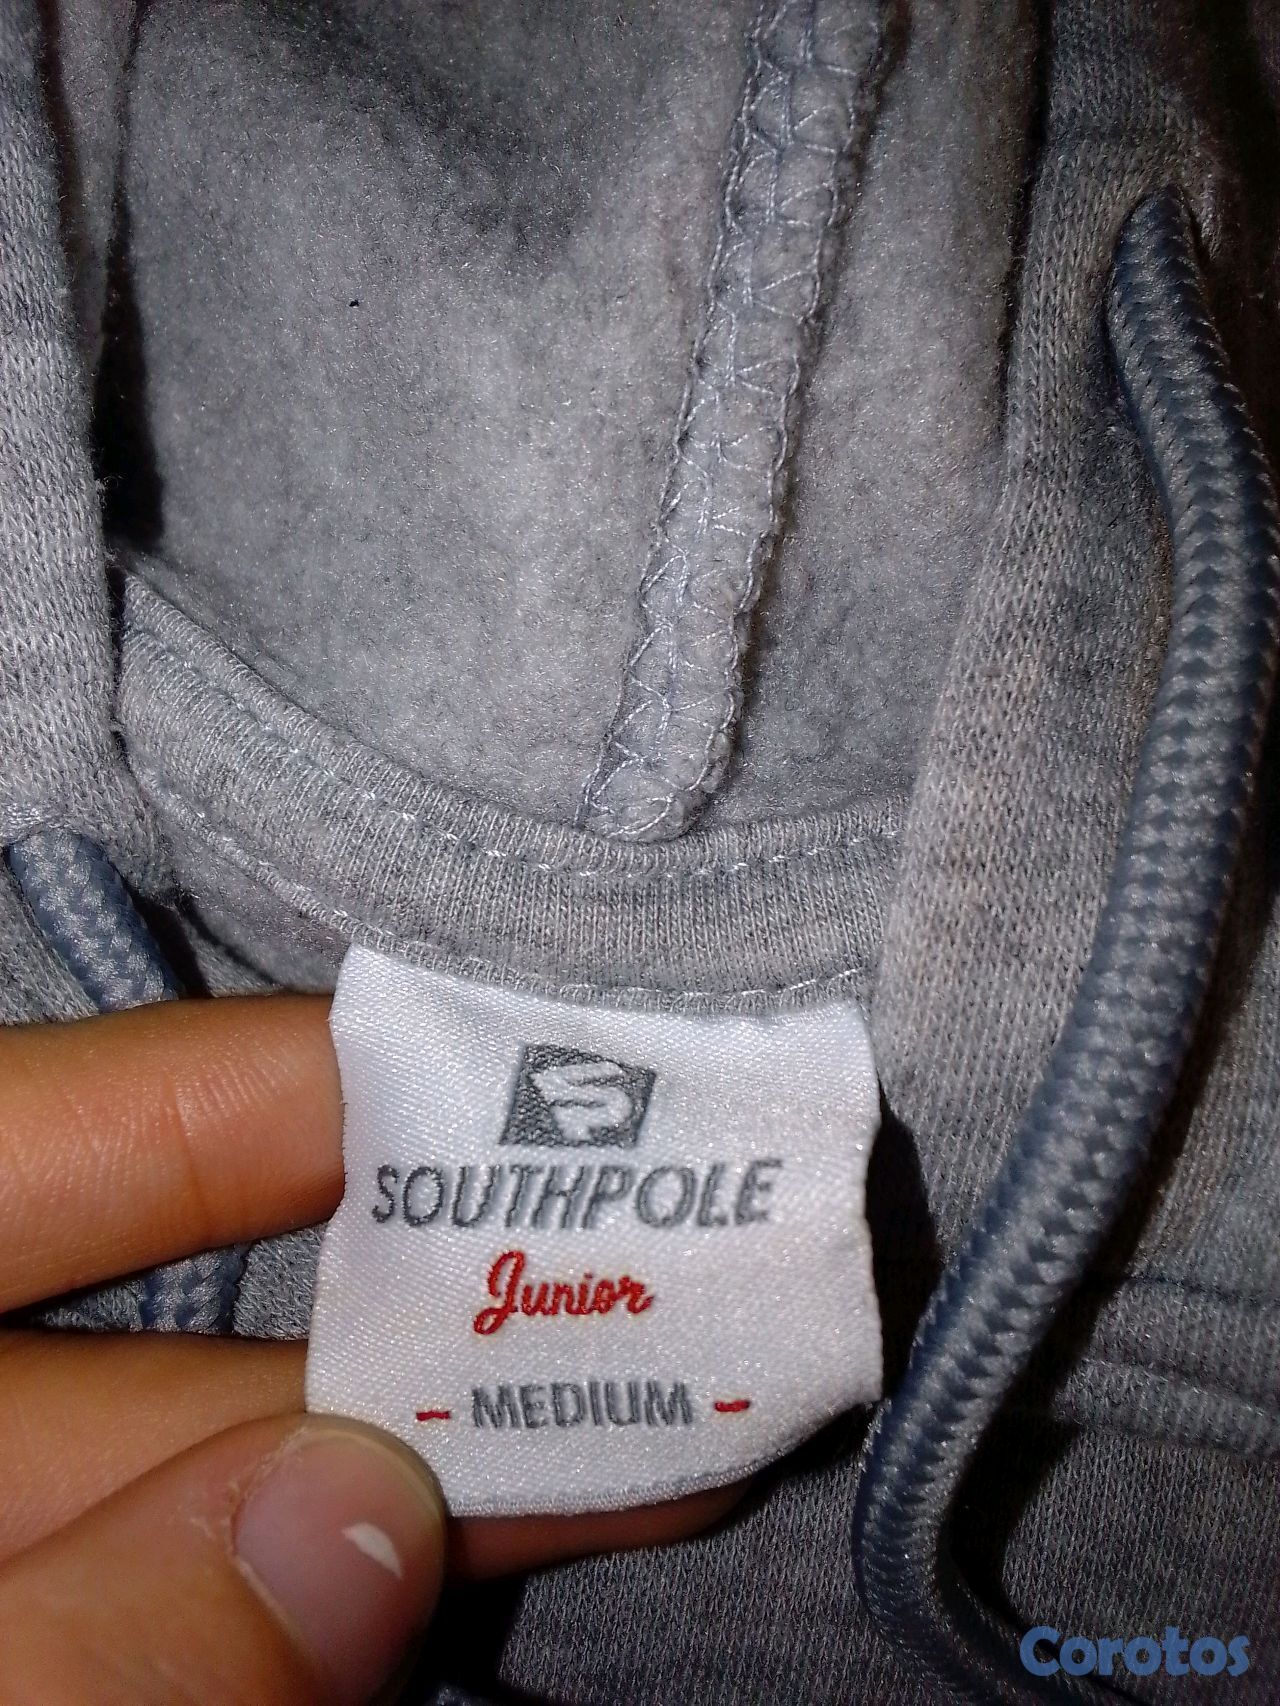 SOUTHPOLE
Junior
- MEDIUM -
Corotos